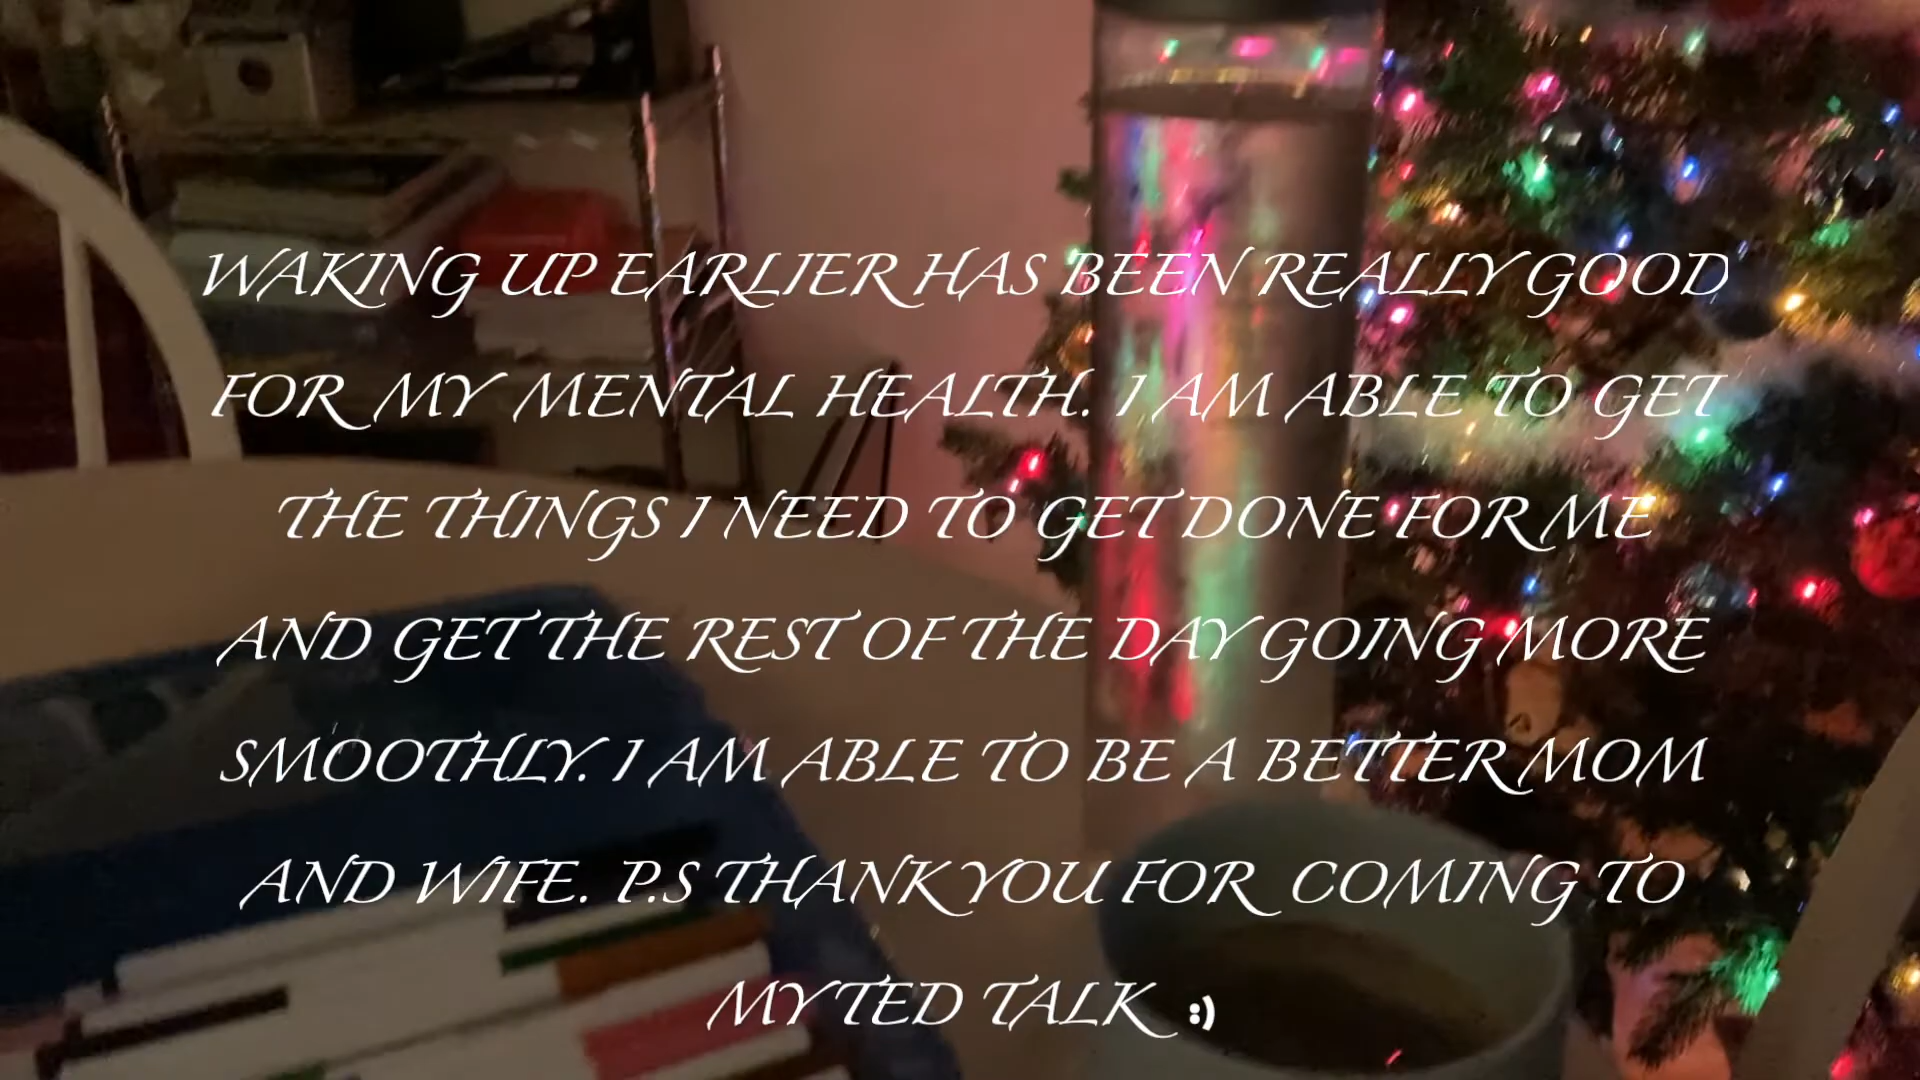 WAKING UP EARLIER HAS BEEN REALLY GOOD
FOR MY MENTAL HEALTH. I AM ABLE TO GET
THE THINGS I NEED TO GET DONE FOR ME
AND GET THE REST OF THE DAY GOING MORE
SMOOTHLY. I AM ABLE TO BE A BETTER MOM
AND WIFE. P.S THANK YOU FOR COMING TO
MY TED TALK :)